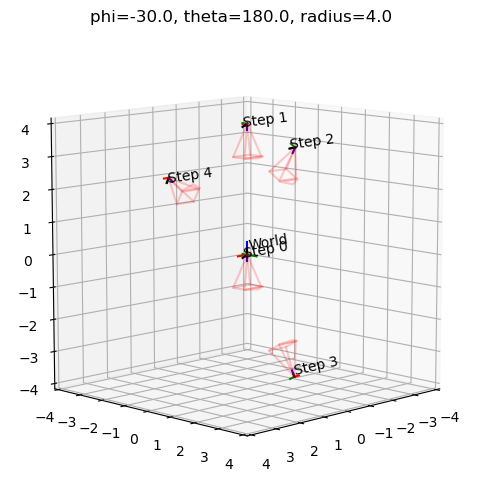 phi=-30.0, theta=180.0, radius=4.0
Step 1
Step 2
Step 4
World
Step 0
Step 3
4
3
2
1
0
−1
−2
−3
−4
−4 −3 −2 −1 0 1 2 3 4
4 3 2 1 0 −1 −2 −3 −4